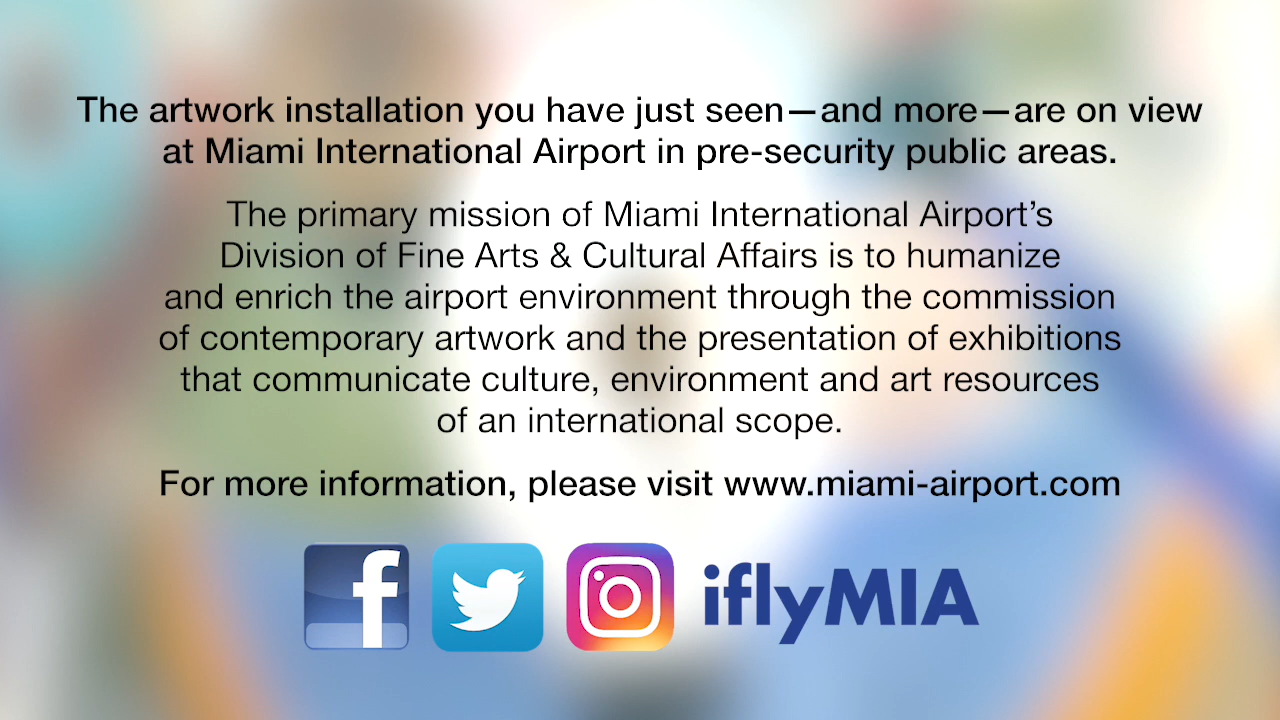 The artwork installation you have just seen—and more—are on view
at Miami International Airport in pre-security public areas.
The primary mission of Miami International Airport’s
Division of Fine Arts & Cultural Affairs is to humanize
and enrich the airport environment through the commission
of contemporary artwork and the presentation of exhibitions
that communicate culture, environment and art resources
of an international scope.
For more information, please visit www.miami-airport.com
f iflyMIA